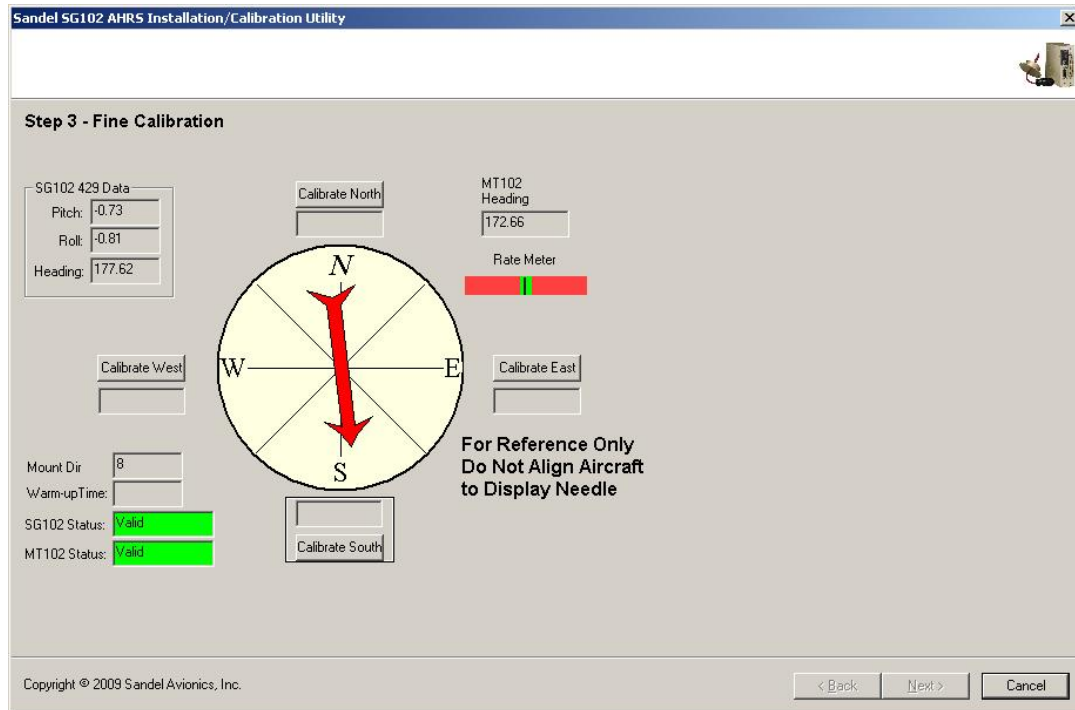 Sandel SG102 AHRS Installation/Calibration Utility
Step 3 - Fine Calibration
SG102 429 Data
Pitch: -0.73
Roll: -0.81
Heading: 177.62
Calibrate North
MT102
Heading
172.66
Rate Meter
N
W
E
S
Calibrate West
Calibrate East
For Reference Only
Do Not Align Aircraft
to Display Needle
Mount Dir 8
Warm-upTime:
SG102 Status: Valid
MT102 Status: Valid
Calibrate South
Copyright © 2009 Sandel Avionics, Inc.
< Back
Next >
Cancel